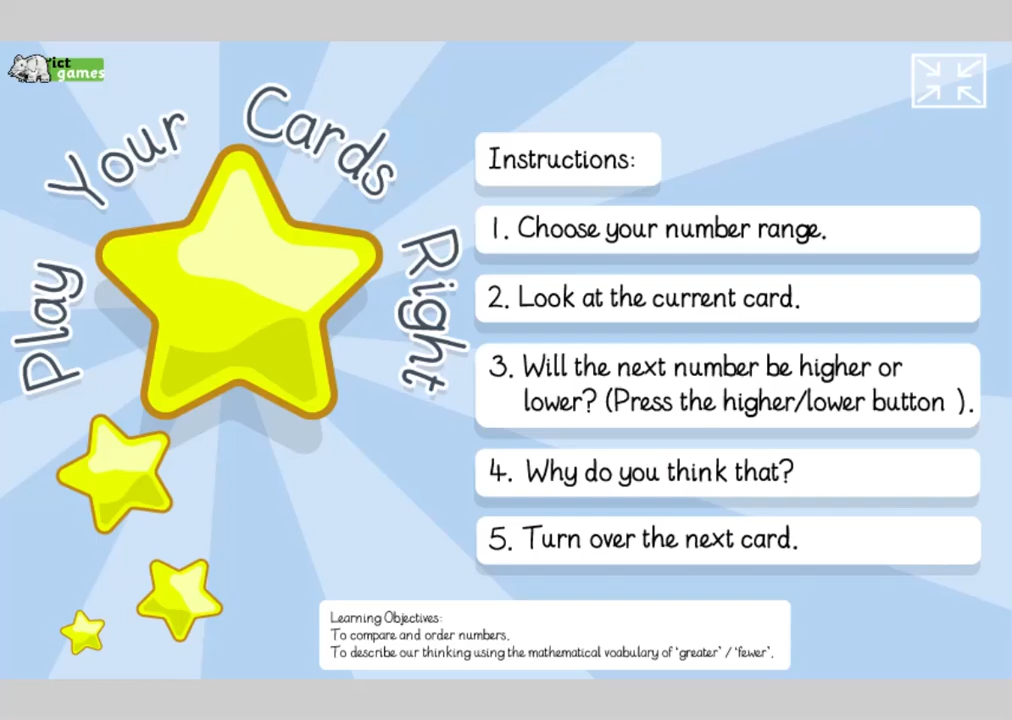 ict
games
Play Your Cards Right
Instructions:
1. Choose your number range.
2. Look at the current card.
3. Will the next number be higher or
lower? (Press the higher/lower button ).
4. Why do you think that?
5. Turn over the next card.
Learning Objectives:
To compare and order numbers.
To describe our thinking using the mathematical voabulary of 'greater' / 'fewer'.